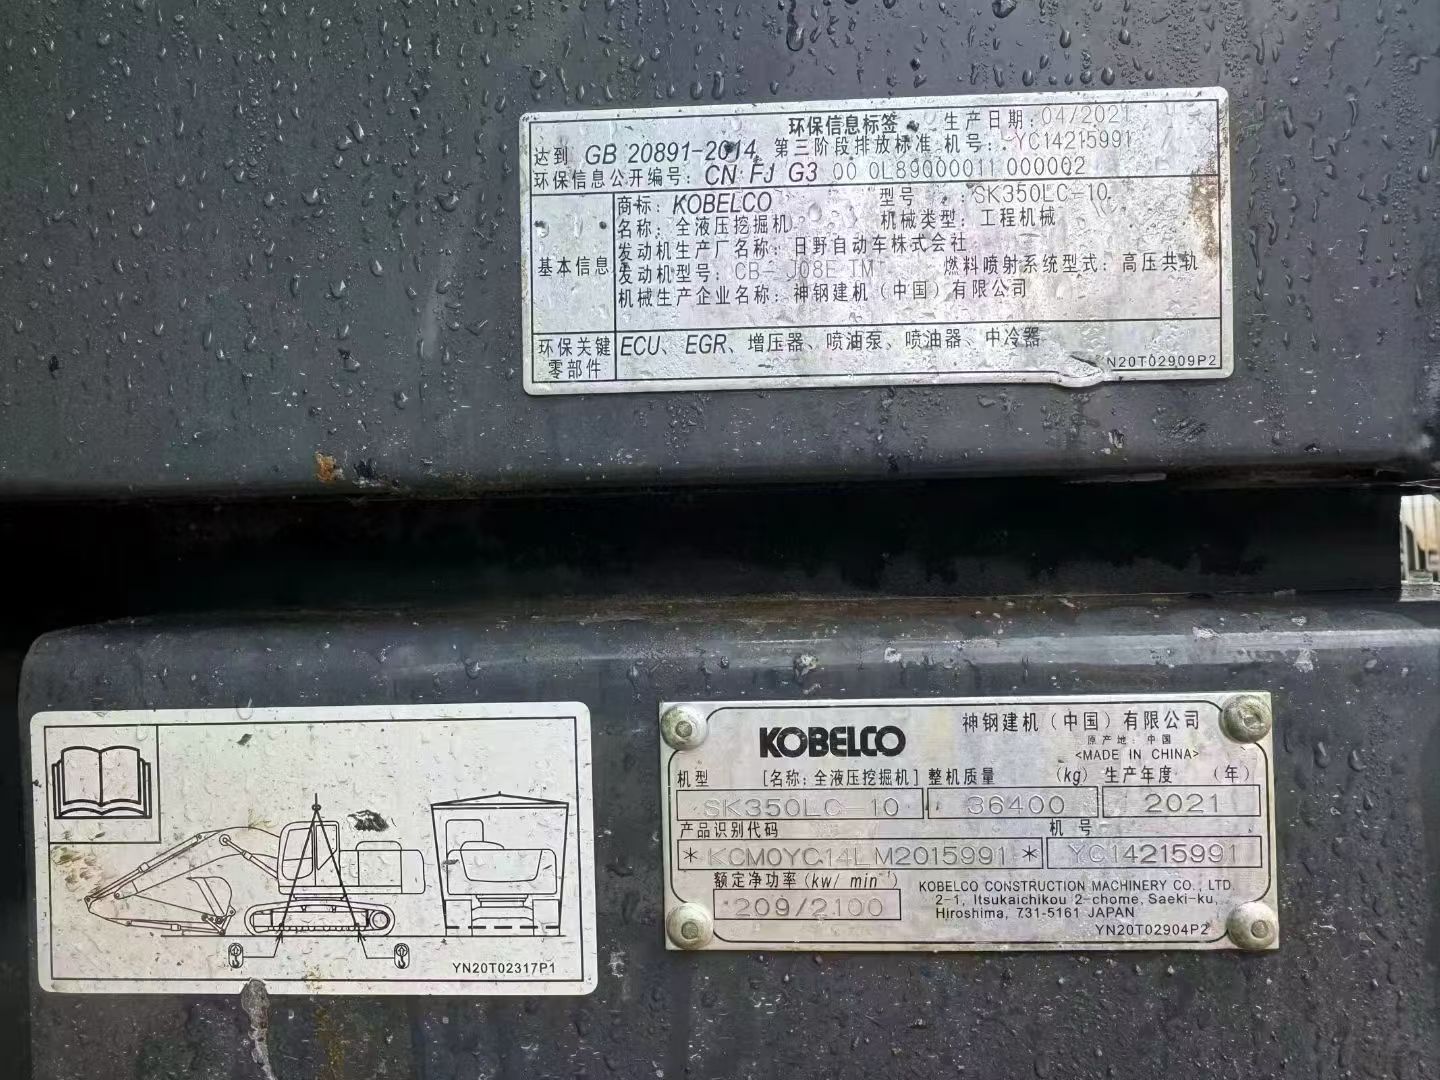 环保信息标签 生产日期:04/2021
达到 GB 20891-2014 第三阶段排放标准 机号:YC14215991
环保信息公开编号: CN FJ G3 00 0L89000011 000002
基本信息
商标: KOBELCO 型号:SK350LC-10
名称: 全液压挖掘机 机械类型: 工程机械
发动机生产厂名称: 日野自动车株式会社
发动机型号: 燃料喷射系统型式: 高压共轨
机械生产企业名称: 神钢建机(中国)有限公司
环保关键零部件
ECU、EGR、增压器、喷油泵、喷油器、中冷器
N20T02909P2
YN20T02317P1
KOBELCO 神钢建机(中国)有限公司
原产地: 中国
<MADE IN CHINA>
机型 [名称:全液压挖掘机] 整机质量 (kg) 生产年度 (年)
SK350LC-10 36400 2021
产品识别代码 机号
*KCM0YC14LM2015991* YC14215991
额定净功率(kw/min⁻¹)
209/2100
KOBELCO CONSTRUCTION MACHINERY CO., LTD.
2-1, Itsukaichikou 2-chome, Saeki-ku,
Hiroshima, 731-5161 JAPAN
YN20T02904P2